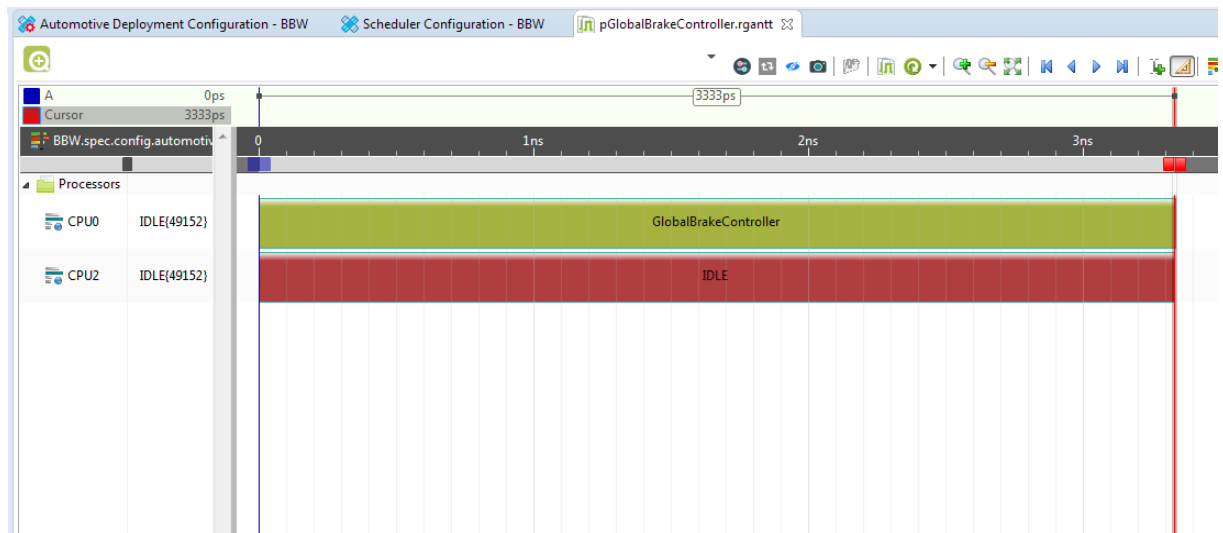 Automotive Deployment Configuration - BBW Scheduler Configuration - BBW pGlobalBrakeController.rgantt
A 0ps
3333ps
Cursor 3333ps
BBW.spec.config.automotiv 0 1ns 2ns 3ns
Processors
CPU0 IDLE{49152} GlobalBrakeController
CPU2 IDLE{49152} IDLE